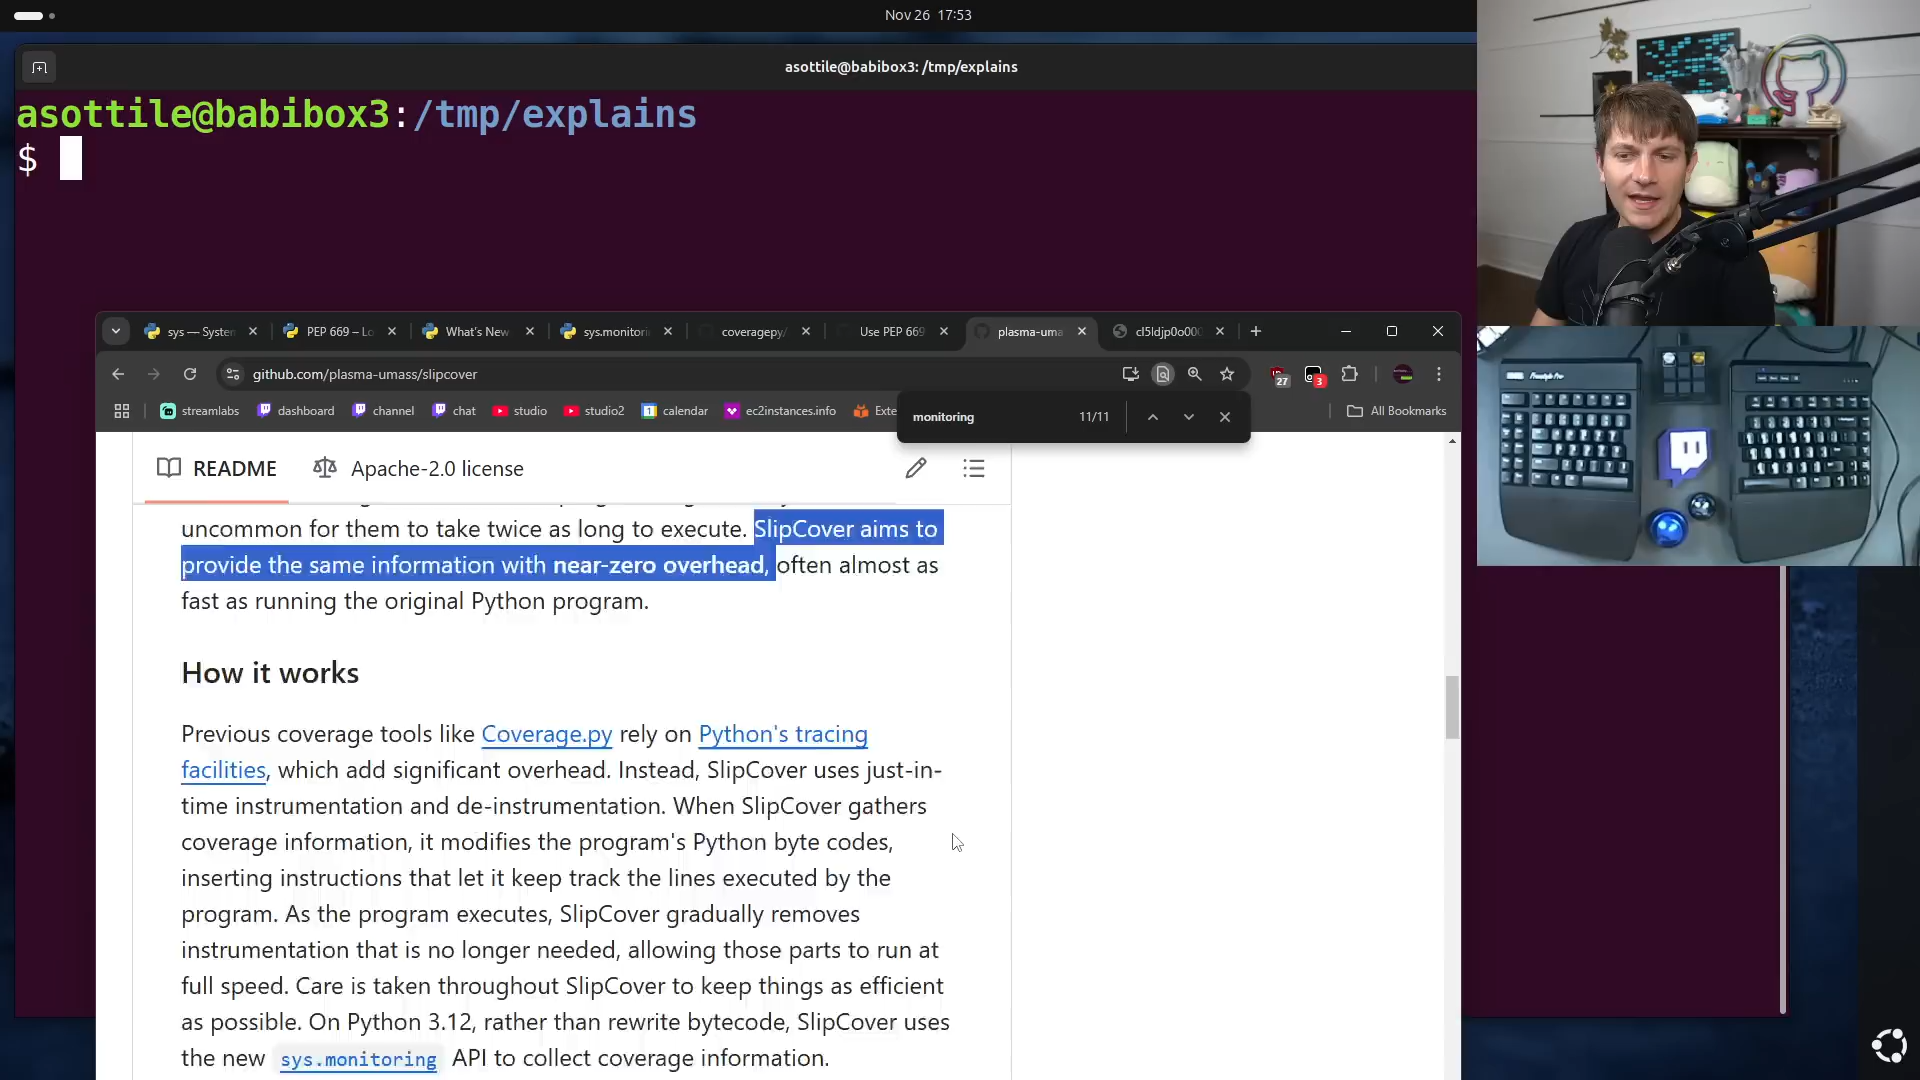 Nov 26 17:53
asottile@babibox3: /tmp/explains
asottile@babibox3:/tmp/explains
$
sys — System
PEP 669 – Lo
What's New
sys.monitori
coveragepy/
Use PEP 669
plasma-uma
cl5ldjp0o00
github.com/plasma-umass/slipcover
27
3
streamlabs
dashboard
channel
chat
studio
studio2
calendar
ec2instances.info
Exte
All Bookmarks
monitoring 11/11
README
Apache-2.0 license
uncommon for them to take twice as long to execute. SlipCover aims to
provide the same information with near-zero overhead, often almost as
fast as running the original Python program.
How it works
Previous coverage tools like Coverage.py rely on Python's tracing
facilities, which add significant overhead. Instead, SlipCover uses just-in-
time instrumentation and de-instrumentation. When SlipCover gathers
coverage information, it modifies the program's Python byte codes,
inserting instructions that let it keep track the lines executed by the
program. As the program executes, SlipCover gradually removes
instrumentation that is no longer needed, allowing those parts to run at
full speed. Care is taken throughout SlipCover to keep things as efficient
as possible. On Python 3.12, rather than rewrite bytecode, SlipCover uses
the new sys.monitoring API to collect coverage information.